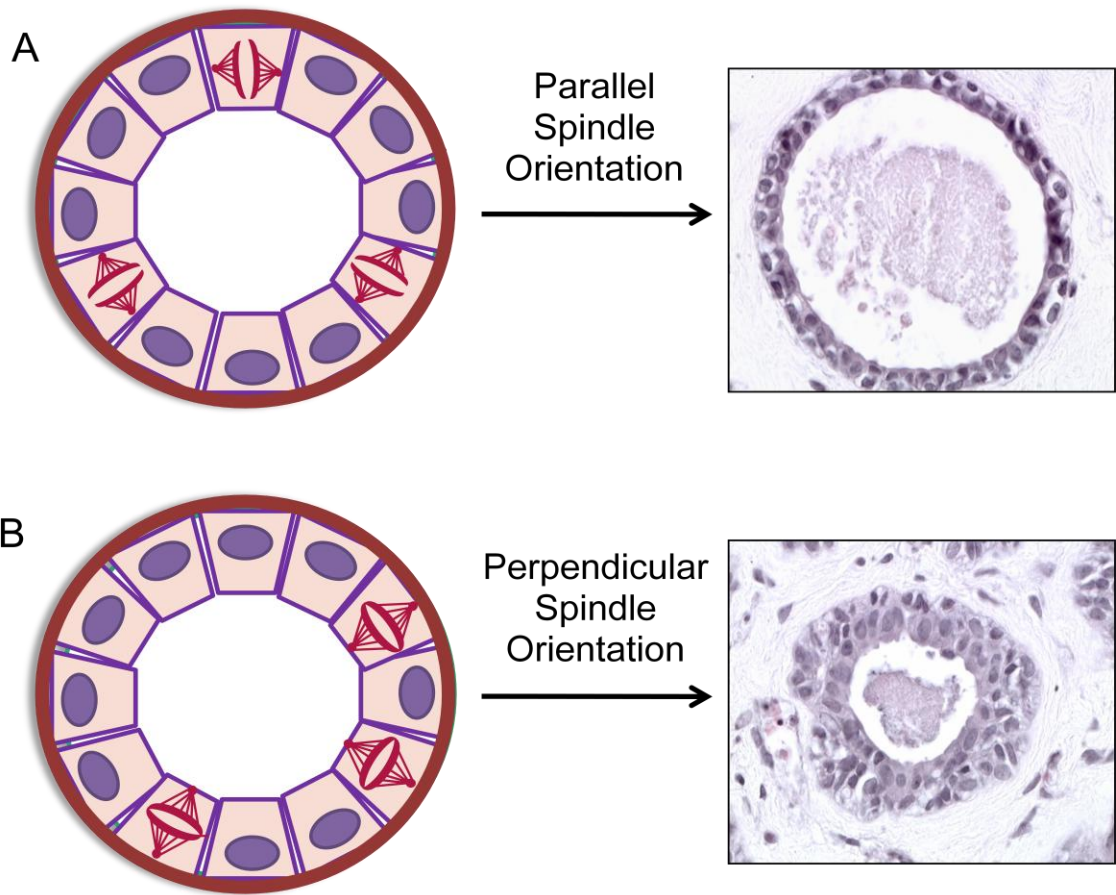 A
Parallel
Spindle
Orientation
B
Perpendicular
Spindle
Orientation